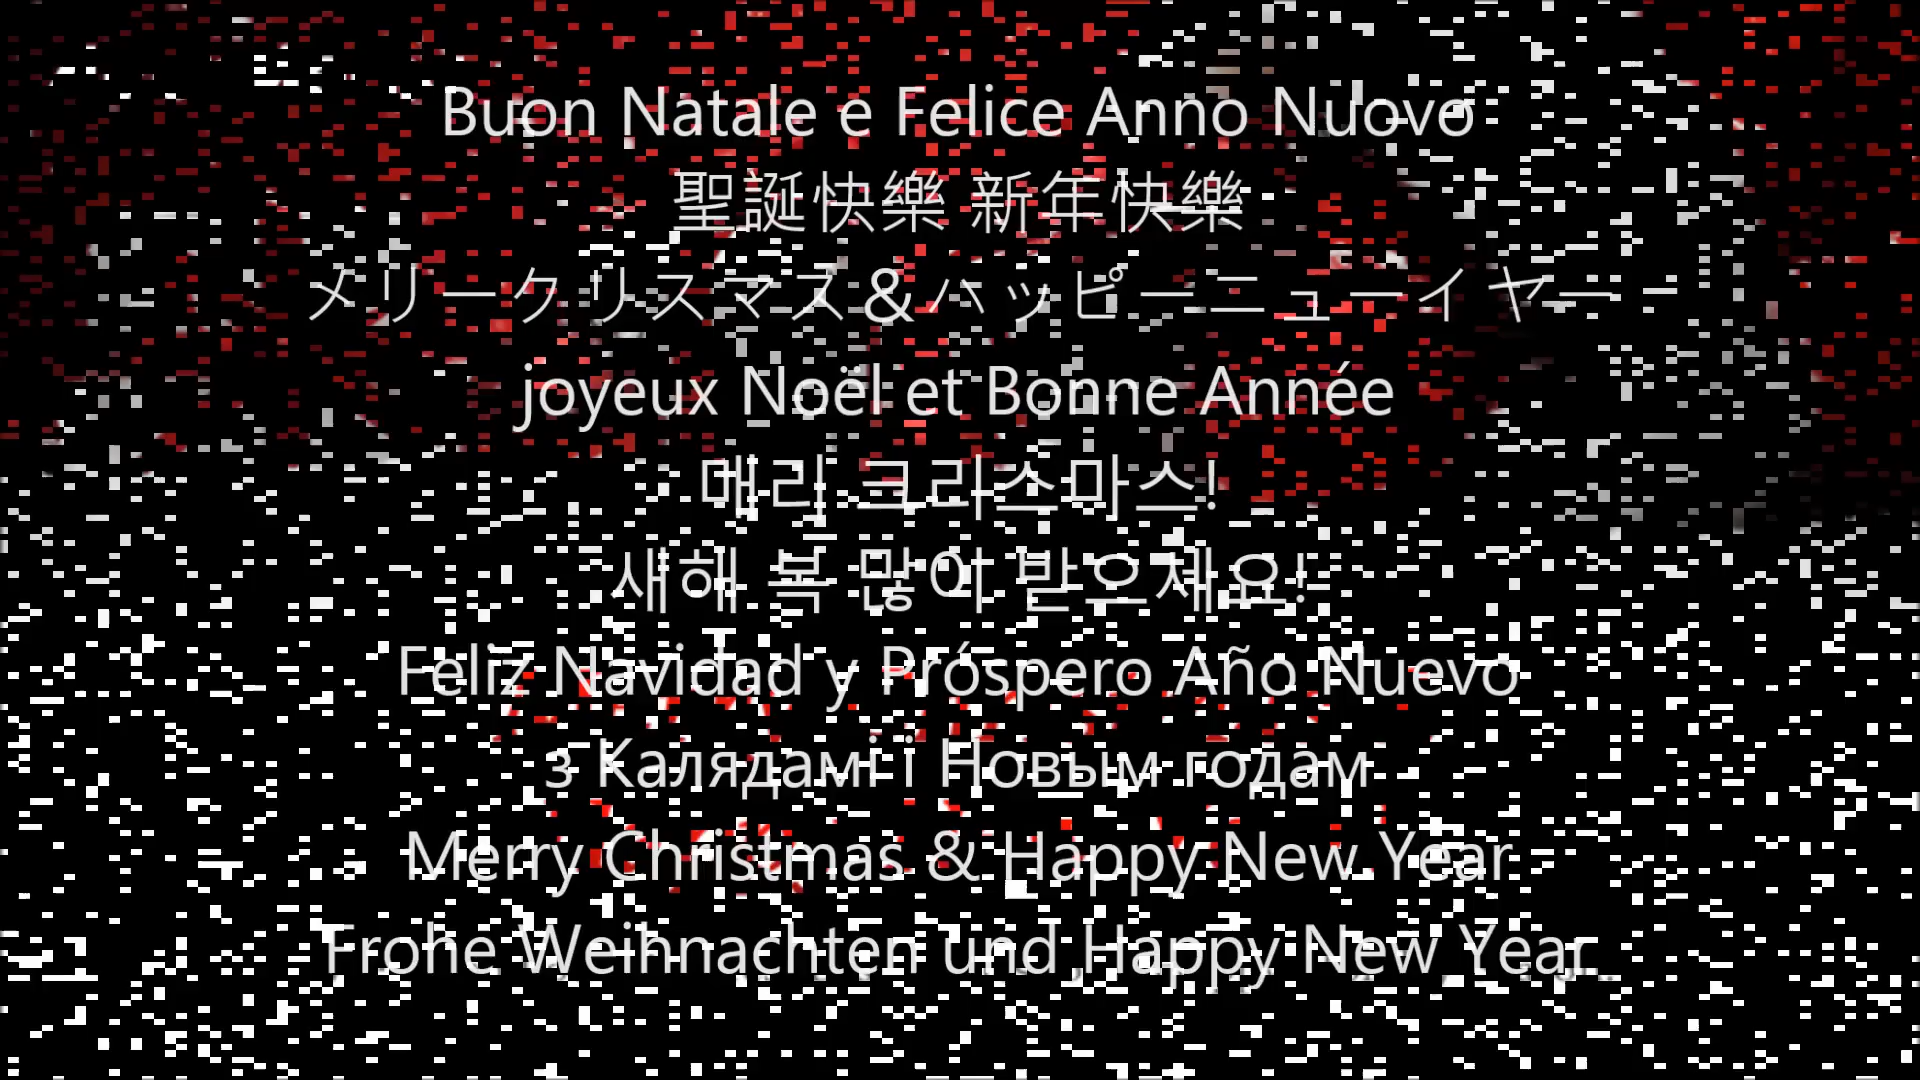 Buon Natale e Felice Anno Nuovo
聖誕快樂 新年快樂
メリークリスマス＆ハッピーニューイヤー
joyeux Noël et Bonne Année
메리 크리스마스!
새해 복 많이 받으세요!
Feliz Navidad y Próspero Año Nuevo
з Калядамі і Новым годам
Merry Christmas & Happy New Year
Frohe Weihnachten und Happy New Year